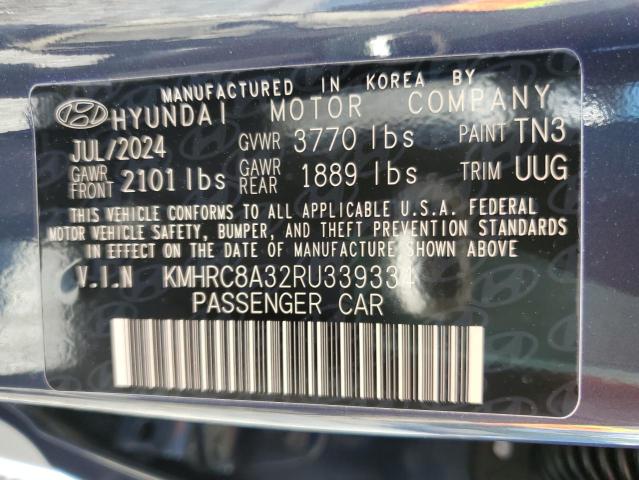 MANUFACTURED IN KOREA BY
HYUNDAI MOTOR COMPANY
JUL/2024 GVWR 3770 lbs PAINT TN3
GAWR FRONT 2101 lbs GAWR REAR 1889 lbs TRIM UUG
THIS VEHICLE CONFORMS TO ALL APPLICABLE U.S.A. FEDERAL
MOTOR VEHICLE SAFETY, BUMPER, AND THEFT PREVENTION STANDARDS
IN EFFECT ON THE DATE OF MANUFACTURE SHOWN ABOVE
V.I.N KMHRC8A32RU339334
PASSENGER CAR